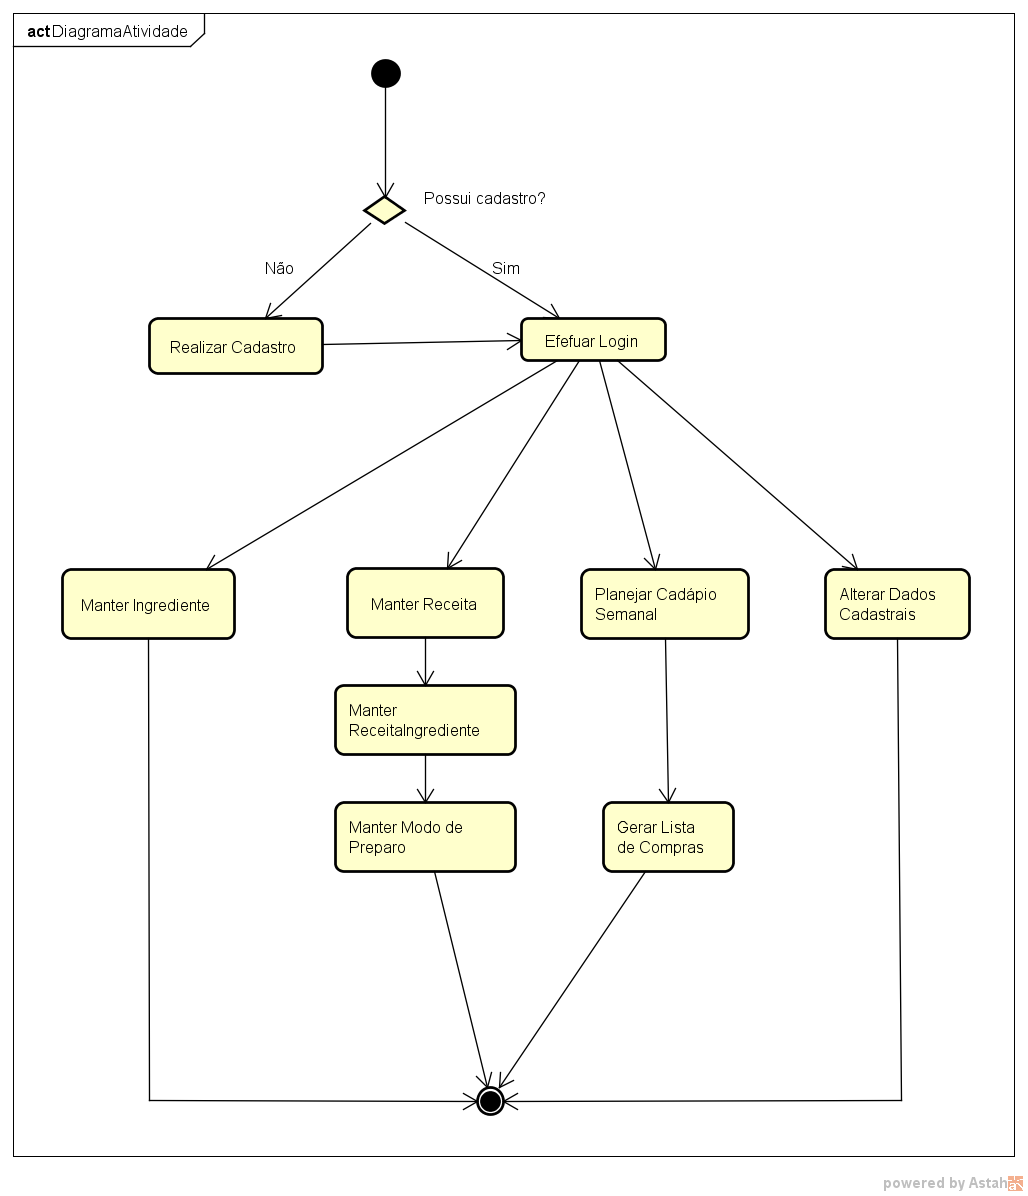 act DiagramaAtividade
Possui cadastro?
Não
Sim
Realizar Cadastro
Efefuar Login
Manter Ingrediente
Manter Receita
Planejar Cadápio
Semanal
Alterar Dados
Cadastrais
Manter
ReceitaIngrediente
Manter Modo de
Preparo
Gerar Lista
de Compras
powered by Astah